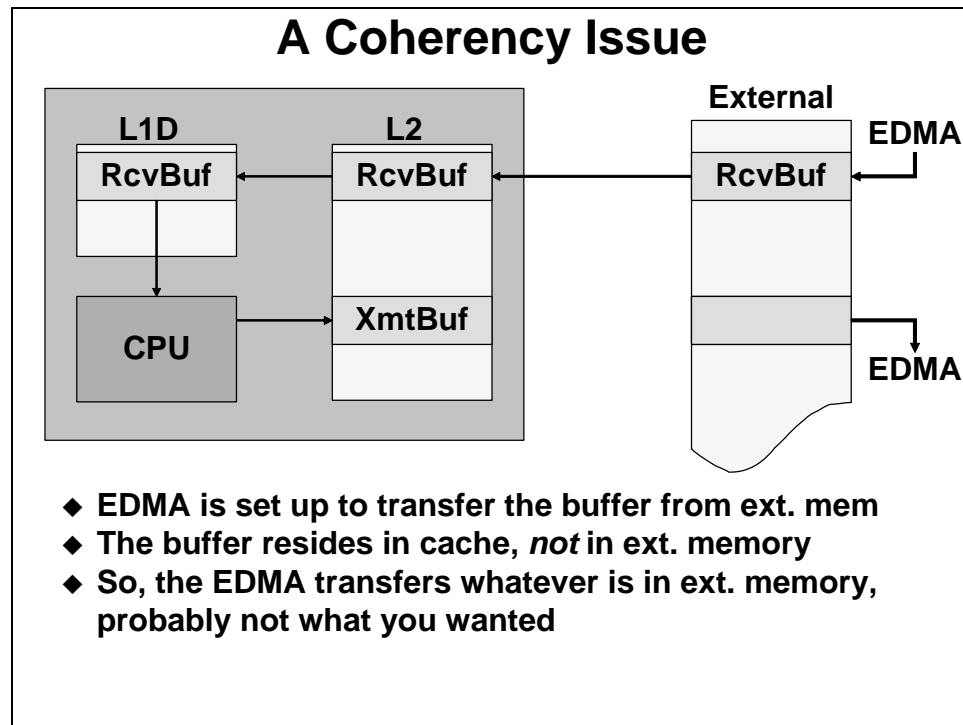 A Coherency Issue
External
L1D
L2
EDMA
RcvBuf
RcvBuf
RcvBuf
CPU
XmtBuf
EDMA
◆ EDMA is set up to transfer the buffer from ext. mem
◆ The buffer resides in cache, not in ext. memory
◆ So, the EDMA transfers whatever is in ext. memory,
probably not what you wanted